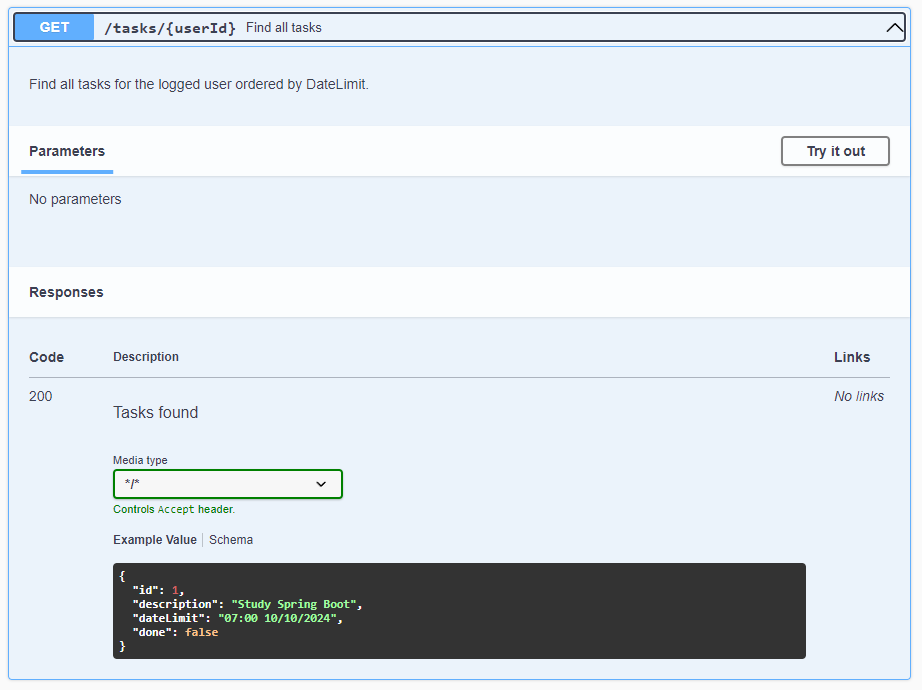 GET /tasks/{userId} Find all tasks
Find all tasks for the logged user ordered by DateLimit.
Parameters
Try it out
No parameters
Responses
Code Description Links
200 Tasks found No links
Media type
*/*
Controls Accept header.
Example Value Schema
{
"id": 1,
"description": "Study Spring Boot",
"dateLimit": "07:00 10/10/2024",
"done": false
}